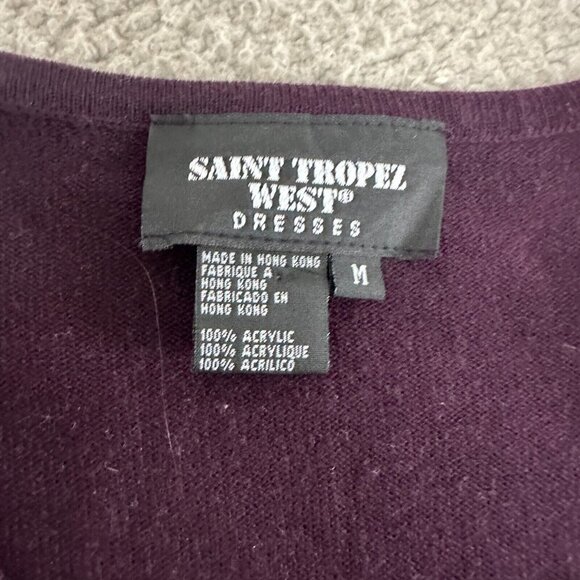 SAINT TROPEZ
WEST®
DRESSES
MADE IN HONG KONG
FABRIQUE A
HONG KONG
FABRICADO EN
HONG KONG
100% ACRYLIC
100% ACRYLIQUE
100% ACRILICO
M